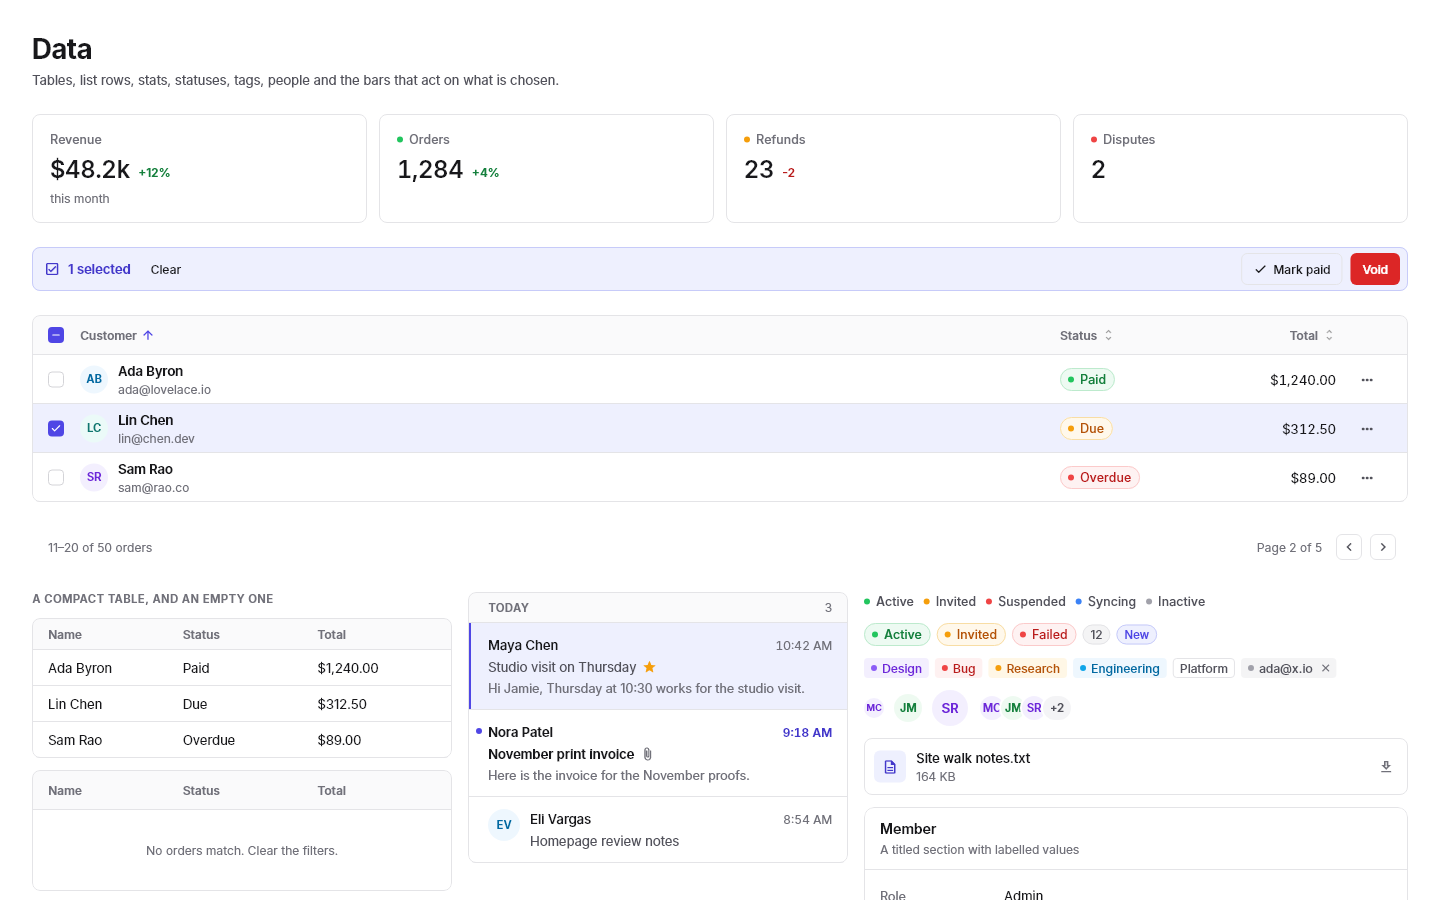 Data
Tables, list rows, stats, statuses, tags, people and the bars that act on what is chosen.
Revenue
$48.2k +12%
this month
Orders
1,284 +4%
Refunds
23 -2
Disputes
2
1 selected Clear Mark paid Void
Customer Status Total
AB Ada Byron Paid $1,240.00
ada@lovelace.io
LC Lin Chen Due $312.50
lin@chen.dev
SR Sam Rao Overdue $89.00
sam@rao.co
11–20 of 50 orders Page 2 of 5
A COMPACT TABLE, AND AN EMPTY ONE
Name Status Total
Ada Byron Paid $1,240.00
Lin Chen Due $312.50
Sam Rao Overdue $89.00
Name Status Total
No orders match. Clear the filters.
TODAY 3
Maya Chen 10:42 AM
Studio visit on Thursday
Hi Jamie, Thursday at 10:30 works for the studio visit.
Nora Patel 9:18 AM
November print invoice
Here is the invoice for the November proofs.
EV Eli Vargas 8:54 AM
Homepage review notes
Active Invited Suspended Syncing Inactive
Active Invited Failed 12 New
Design Bug Research Engineering Platform ada@x.io
MC JM SR MC JM SR +2
Site walk notes.txt
164 KB
Member
A titled section with labelled values
Role Admin